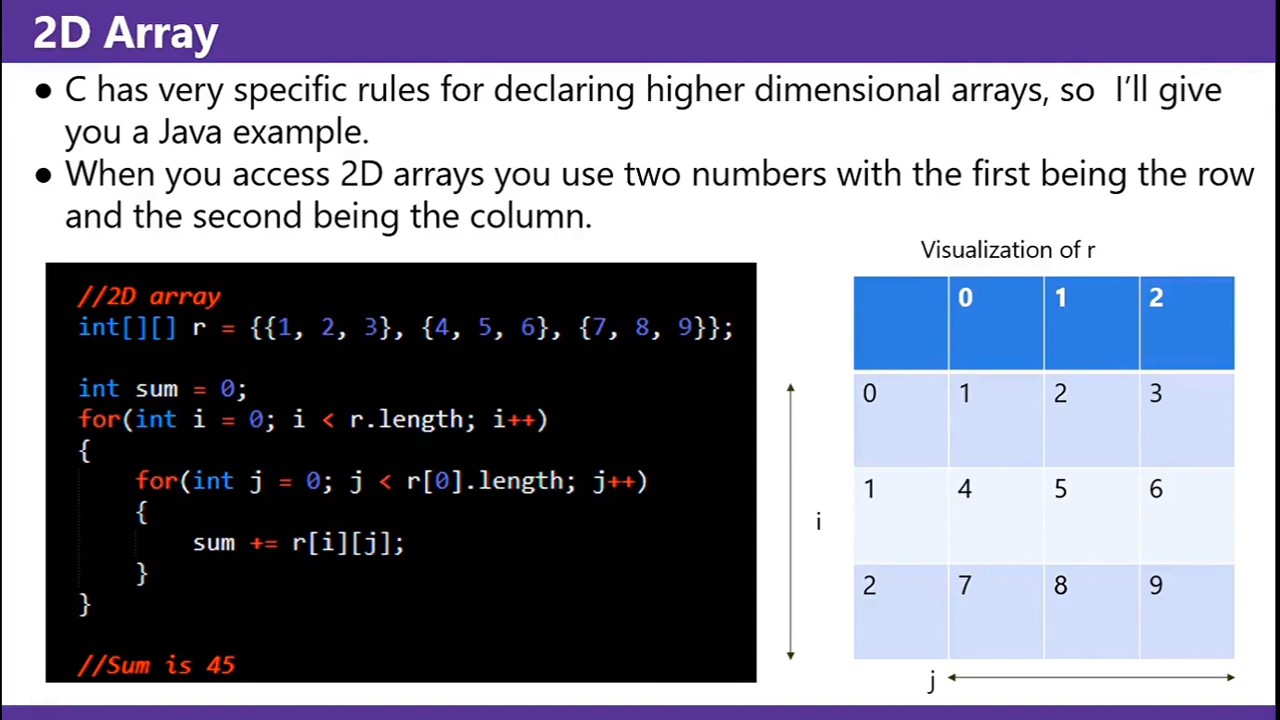 2D Array
● C has very specific rules for declaring higher dimensional arrays, so  I’ll give
you a Java example.
● When you access 2D arrays you use two numbers with the first being the row
and the second being the column.
//2D array
int[][] r = {{1, 2, 3}, {4, 5, 6}, {7, 8, 9}};
int sum = 0;
for(int i = 0; i < r.length; i++)
{
for(int j = 0; j < r[0].length; j++)
{
sum += r[i][j];
}
}
//Sum is 45
Visualization of r
0 1 2
0 1 2 3
1 4 5 6
2 7 8 9
i
j